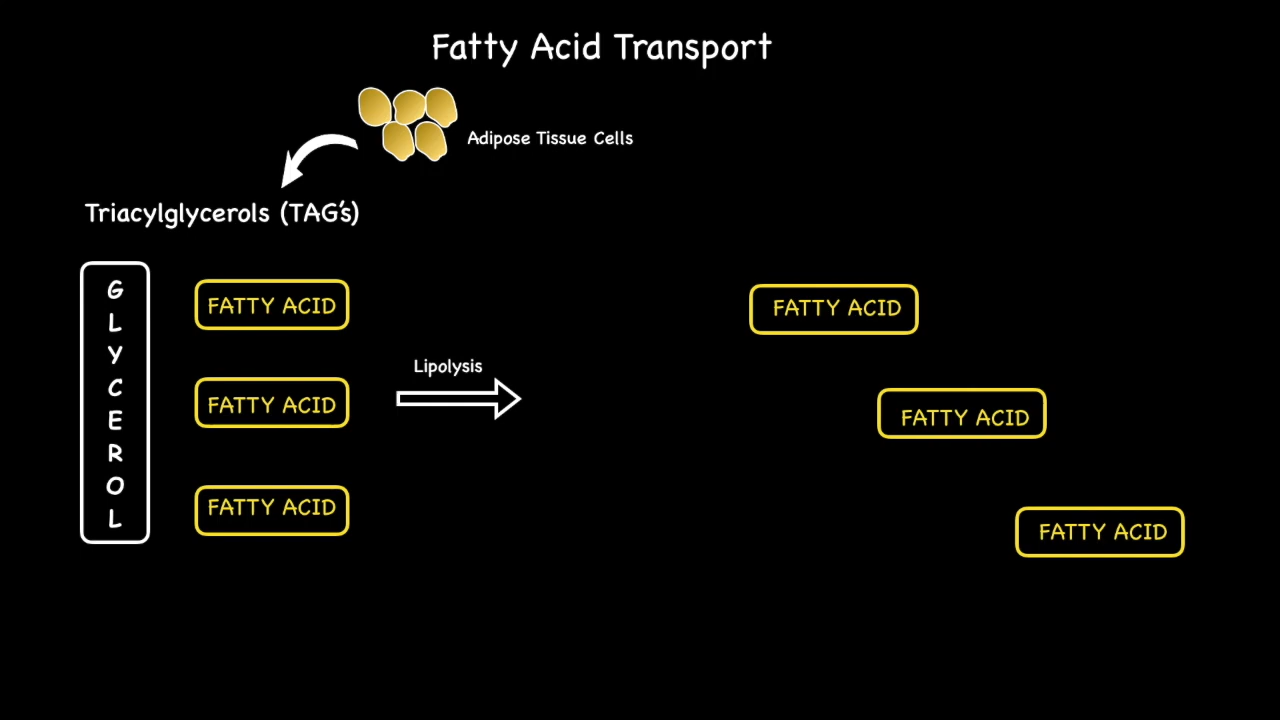 Fatty Acid Transport
Adipose Tissue Cells
Triacylglycerols (TAG's)
GLYCEROL
FATTY ACID
FATTY ACID
FATTY ACID
Lipolysis
FATTY ACID
FATTY ACID
FATTY ACID